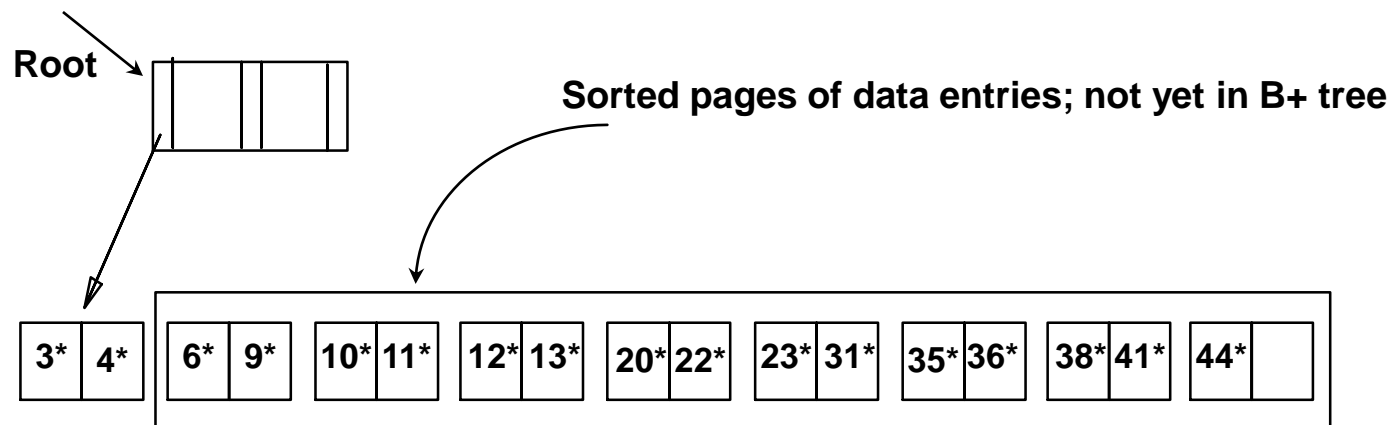 Root
Sorted pages of data entries; not yet in B+ tree
3* 4* 6* 9* 10* 11* 12* 13* 20* 22* 23* 31* 35* 36* 38* 41* 44*